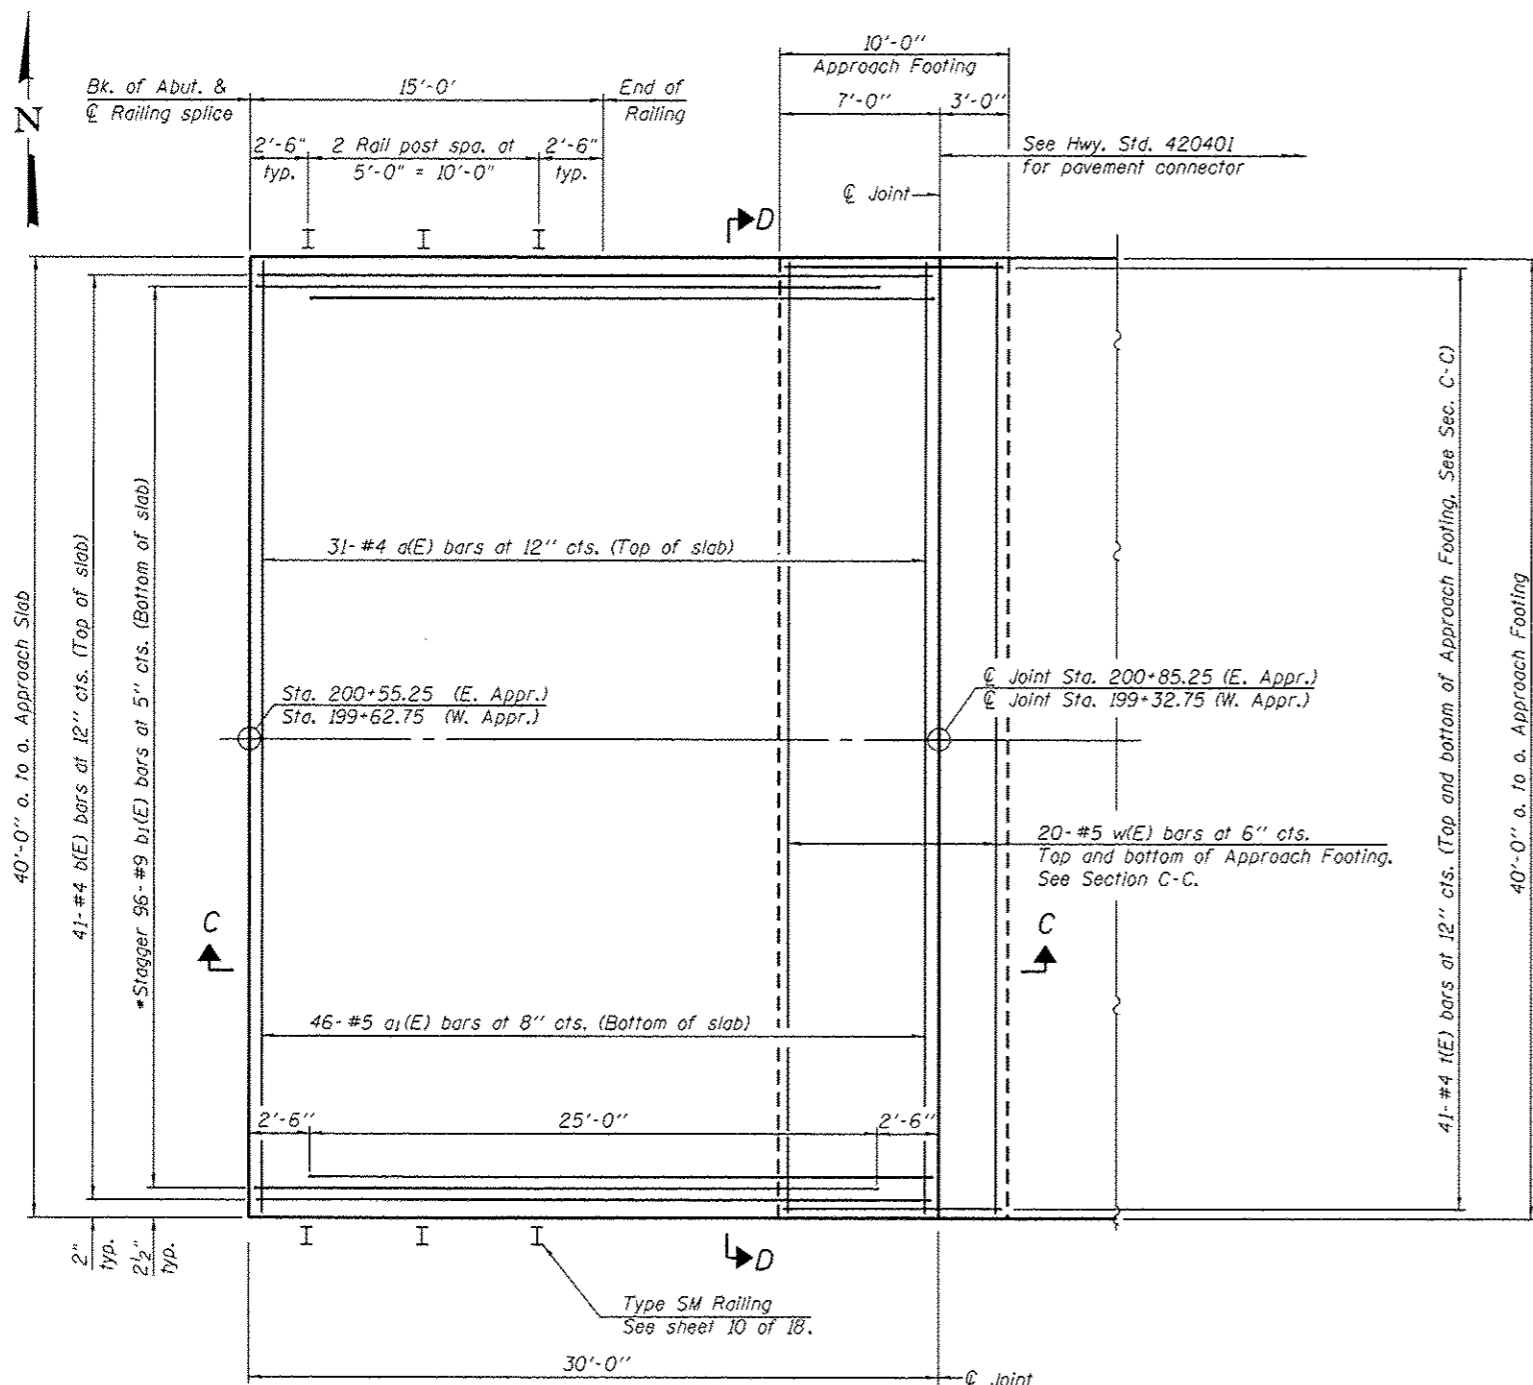 10'-0"
Approach Footing
Bk. of Abut. &
℄ Railing splice
15'-0'
End of
Railing
7'-0"
3'-0"
N
2'-6"
typ.
2 Rail post spa. at
5'-0" = 10'-0"
2'-6"
typ.
See Hwy. Std. 420401
for pavement connector
℄ Joint
D
40'-0" o. to o. Approach Slab
41-#4 b(E) bars at 12" cts. (Top of slab)
*Stagger 96-#9 b1(E) bars at 5" cts. (Bottom of slab)
31-#4 a(E) bars at 12" cts. (Top of slab)
Sta. 200+55.25 (E. Appr.)
Sta. 199+62.75 (W. Appr.)
℄ Joint Sta. 200+85.25 (E. Appr.)
℄ Joint Sta. 199+32.75 (W. Appr.)
20-#5 w(E) bars at 6" cts.
Top and bottom of Approach Footing.
See Section C-C.
41-#4 t(E) bars at 12" cts. (Top and bottom of Approach Footing, See Sec. C-C)
40'-0" o. to o. Approach Footing
C
C
46-#5 a1(E) bars at 8" cts. (Bottom of slab)
2'-6"
25'-0"
2'-6"
2"
typ.
2½"
typ.
D
Type SM Railing
See sheet 10 of 18.
30'-0"
℄ Joint